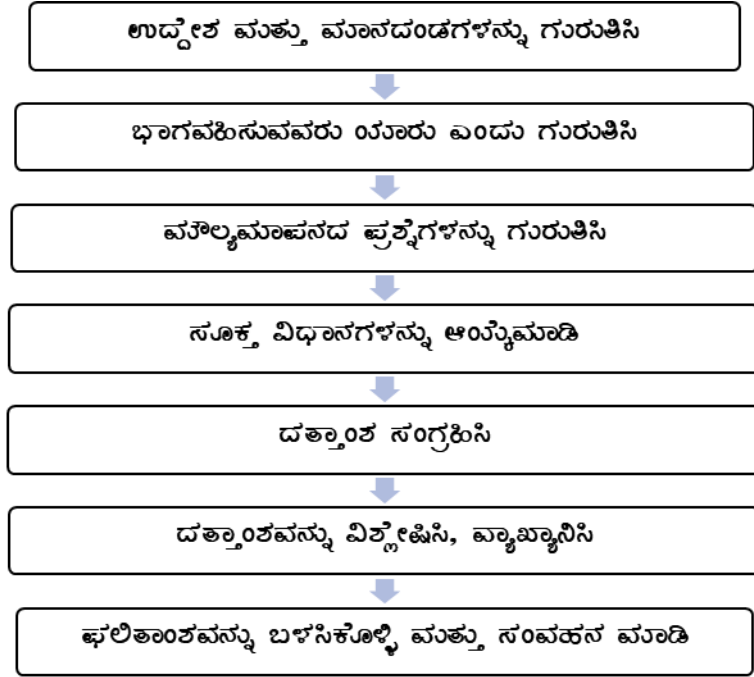 ಉದ್ದೇಶ ಮತ್ತು ಮಾನದಂಡಗಳನ್ನು ಗುರುತಿಸಿ
ಭಾಗವಹಿಸುವವರು ಯಾರು ಎಂದು ಗುರುತಿಸಿ
ಮೌಲ್ಯಮಾಪನದ ಪ್ರಶ್ನೆಗಳನ್ನು ಗುರುತಿಸಿ
ಸೂಕ್ತ ವಿಧಾನಗಳನ್ನು ಆಯ್ಕೆಮಾಡಿ
ದತ್ತಾಂಶ ಸಂಗ್ರಹಿಸಿ
ದತ್ತಾಂಶವನ್ನು ವಿಶ್ಲೇಷಿಸಿ, ವ್ಯಾಖ್ಯಾನಿಸಿ
ಫಲಿತಾಂಶವನ್ನು ಬಳಸಿಕೊಳ್ಳಿ ಮತ್ತು ಸಂವಹನ ಮಾಡಿ